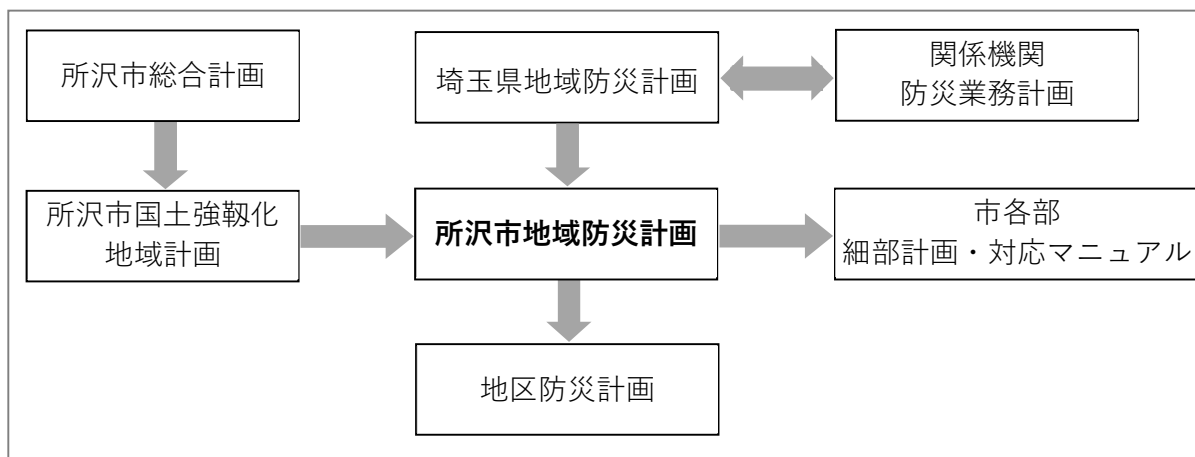 所沢市総合計画
埼玉県地域防災計画
関係機関
防災業務計画
所沢市国土強靱化
地域計画
所沢市地域防災計画
市各部
細部計画・対応マニュアル
地区防災計画